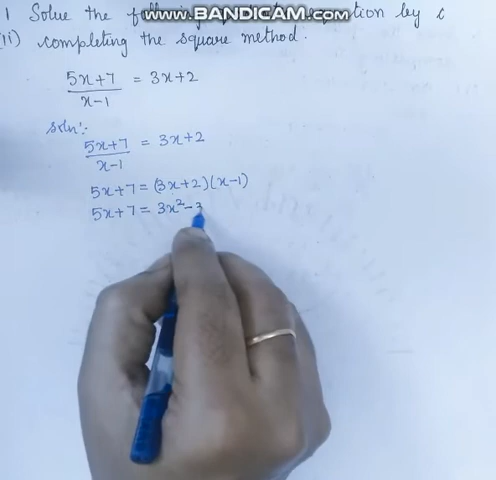 1 Solve the
www.BANDICAM.com
by
(ii) completing the square method.
5x+7 / x-1 = 3x+2
Soln:-
5x+7 / x-1 = 3x+2
5x+7 = (3x+2)(x-1)
5x+7 = 3x²-3